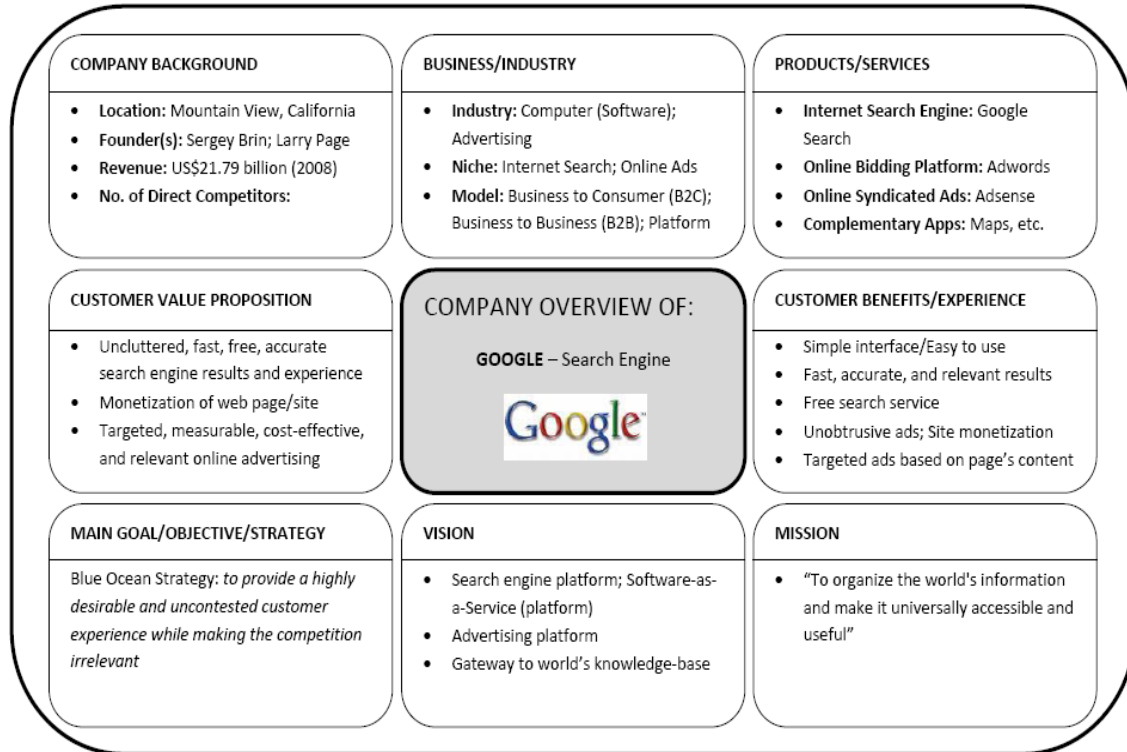 COMPANY BACKGROUND
• Location: Mountain View, California
• Founder(s): Sergey Brin; Larry Page
• Revenue: US$21.79 billion (2008)
• No. of Direct Competitors:
BUSINESS/INDUSTRY
• Industry: Computer (Software);
Advertising
• Niche: Internet Search; Online Ads
• Model: Business to Consumer (B2C);
Business to Business (B2B); Platform
PRODUCTS/SERVICES
• Internet Search Engine: Google
Search
• Online Bidding Platform: Adwords
• Online Syndicated Ads: Adsense
• Complementary Apps: Maps, etc.
CUSTOMER VALUE PROPOSITION
• Uncluttered, fast, free, accurate
search engine results and experience
• Monetization of web page/site
• Targeted, measurable, cost-effective,
and relevant online advertising
COMPANY OVERVIEW OF:
GOOGLE – Search Engine
Google™
CUSTOMER BENEFITS/EXPERIENCE
• Simple interface/Easy to use
• Fast, accurate, and relevant results
• Free search service
• Unobtrusive ads; Site monetization
• Targeted ads based on page’s content
MAIN GOAL/OBJECTIVE/STRATEGY
Blue Ocean Strategy: to provide a highly
desirable and uncontested customer
experience while making the competition
irrelevant
VISION
• Search engine platform; Software-as-
a-Service (platform)
• Advertising platform
• Gateway to world’s knowledge-base
MISSION
• “To organize the world's information
and make it universally accessible and
useful”